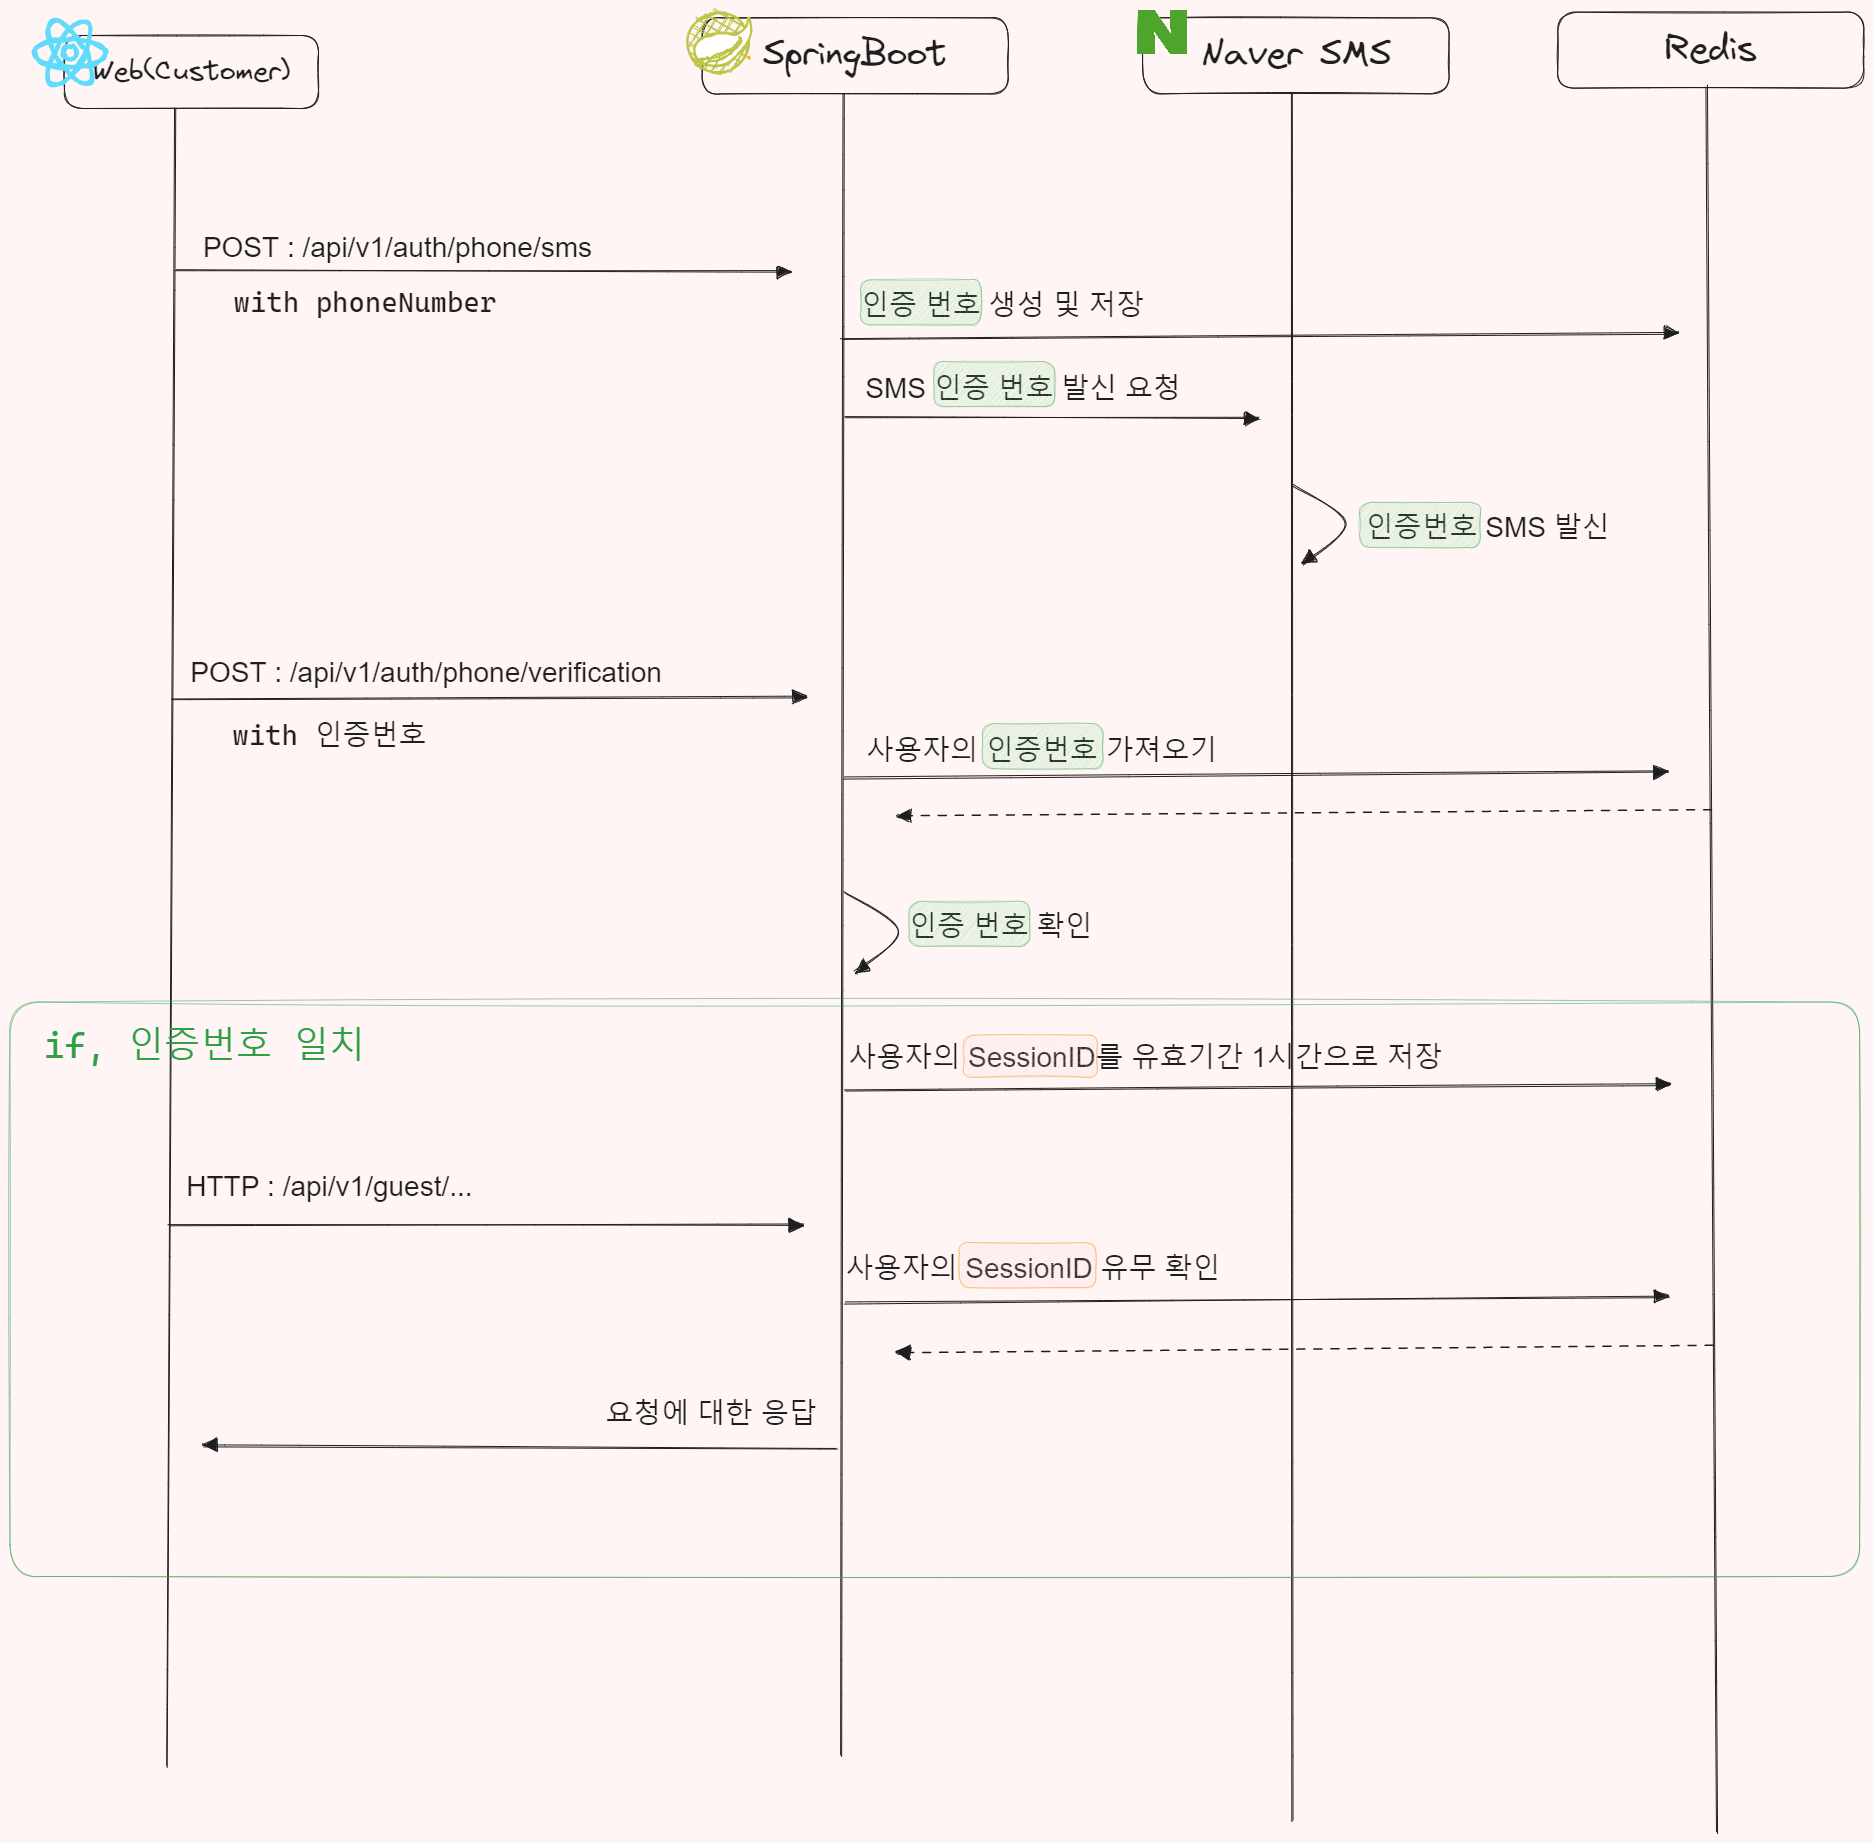 Web(Customer)
SpringBoot
Naver SMS
Redis
POST : /api/v1/auth/phone/sms
with phoneNumber
인증 번호 생성 및 저장
SMS 인증 번호 발신 요청
인증번호 SMS 발신
POST : /api/v1/auth/phone/verification
with 인증번호
사용자의 인증번호 가져오기
인증 번호 확인
if, 인증번호 일치
사용자의 SessionID를 유효기간 1시간으로 저장
HTTP : /api/v1/guest/...
사용자의 SessionID 유무 확인
요청에 대한 응답